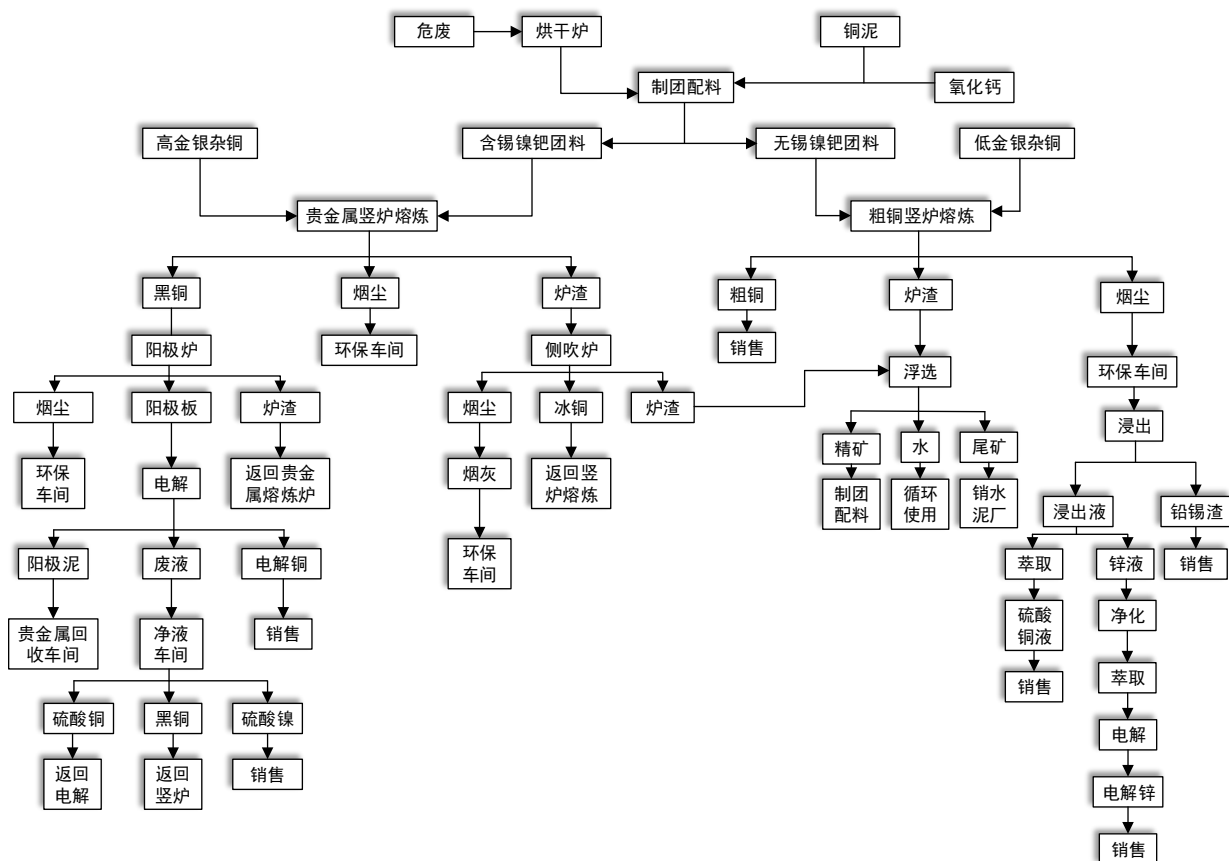 危废
烘干炉
铜泥
制团配料
氧化钙
高金银杂铜
含锡镍钯团料
无锡镍钯团料
低金银杂铜
贵金属竖炉熔炼
粗铜竖炉熔炼
黑铜
烟尘
炉渣
粗铜
炉渣
烟尘
阳极炉
环保车间
侧吹炉
销售
浮选
环保车间
烟尘
阳极板
炉渣
烟尘
冰铜
炉渣
浸出
环保
车间
电解
返回贵金
属熔炼炉
烟灰
返回竖
炉熔炼
精矿
水
尾矿
制团
配料
循环
使用
销水
泥厂
浸出液
铅锡渣
阳极泥
废液
电解铜
环保
车间
萃取
锌液
销售
贵金属回
收车间
净液
车间
销售
硫酸
铜液
净化
销售
萃取
硫酸铜
黑铜
硫酸镍
电解
返回
电解
返回
竖炉
销售
电解锌
销售